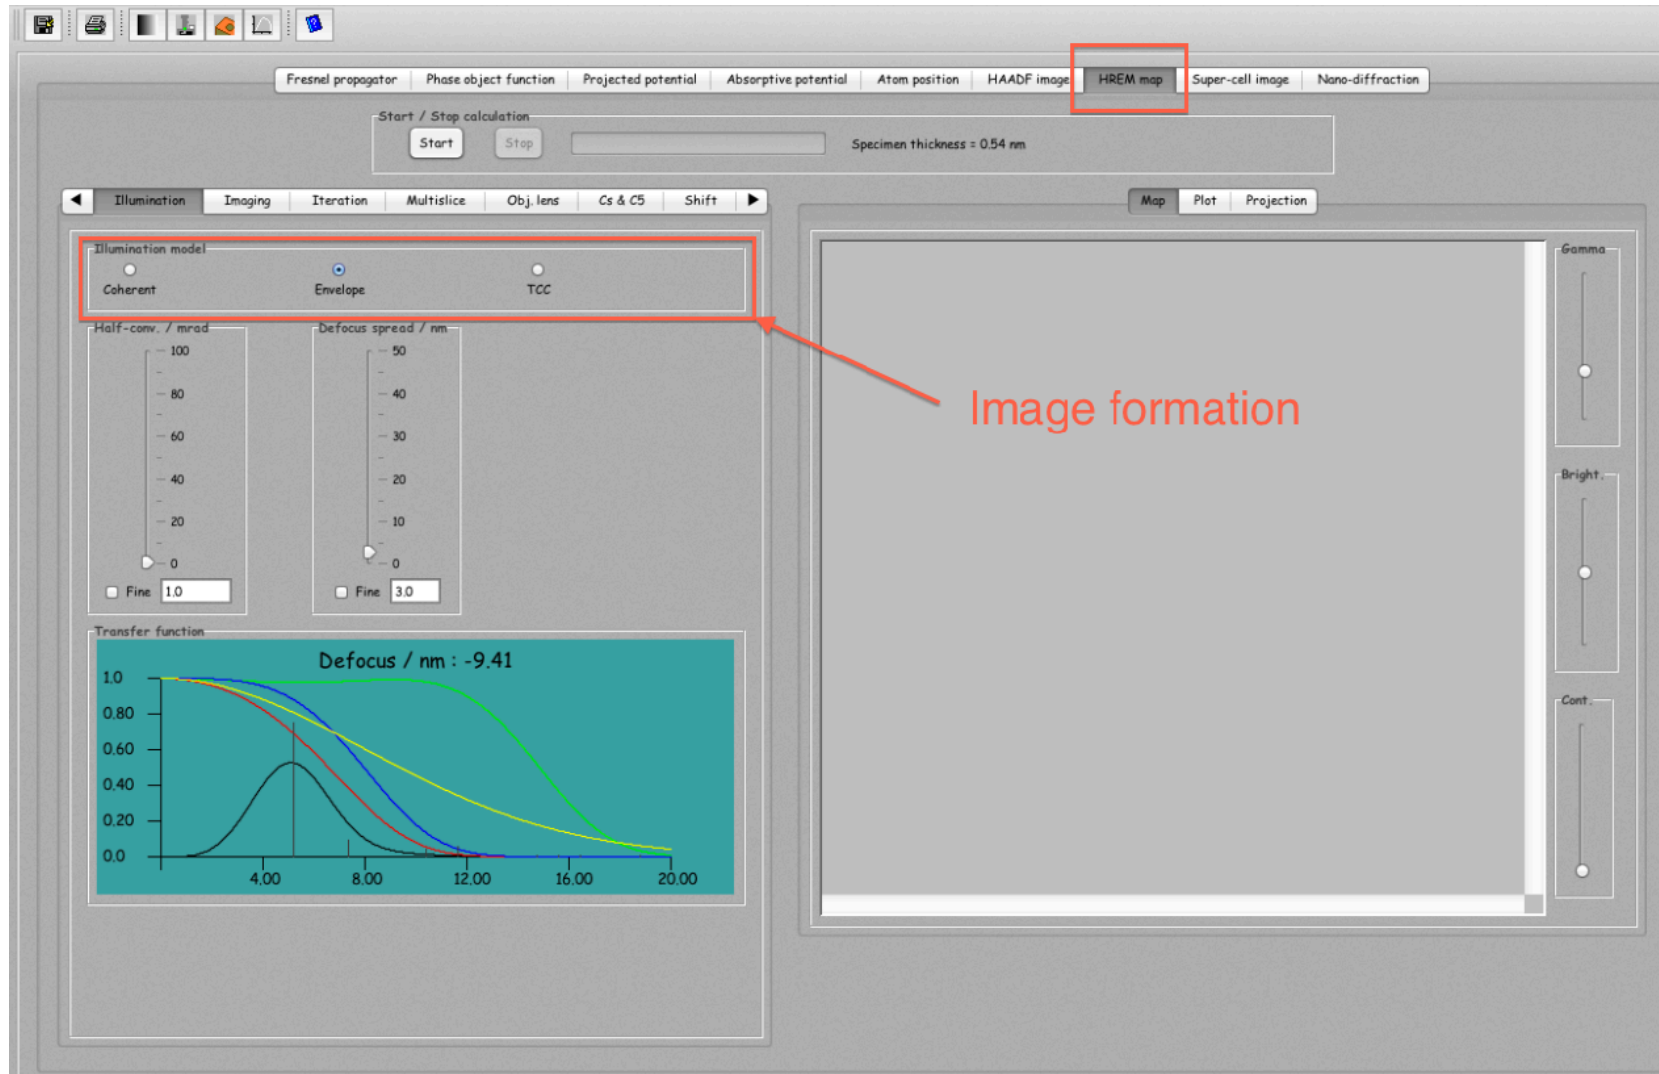 Fresnel propagator Phase object function Projected potential Absorptive potential Atom position HAADF image HREM map Super-cell image Nano-diffraction
Start / Stop calculation
Start Stop Specimen thickness = 0.54 nm
Illumination Imaging Iteration Multislice Obj. lens Cs & C5 Shift
Map Plot Projection
Illumination model
Coherent Envelope TCC
Half-conv. / mrad
100
80
60
40
20
0
Fine 1.0
Defocus spread / nm
50
40
30
20
10
0
Fine 3.0
Image formation
Gamma
Bright.
Cont.
Transfer function
Defocus / nm : -9.41
1.0
0.80
0.60
0.40
0.20
0.0
4.00 8.00 12.00 16.00 20.00